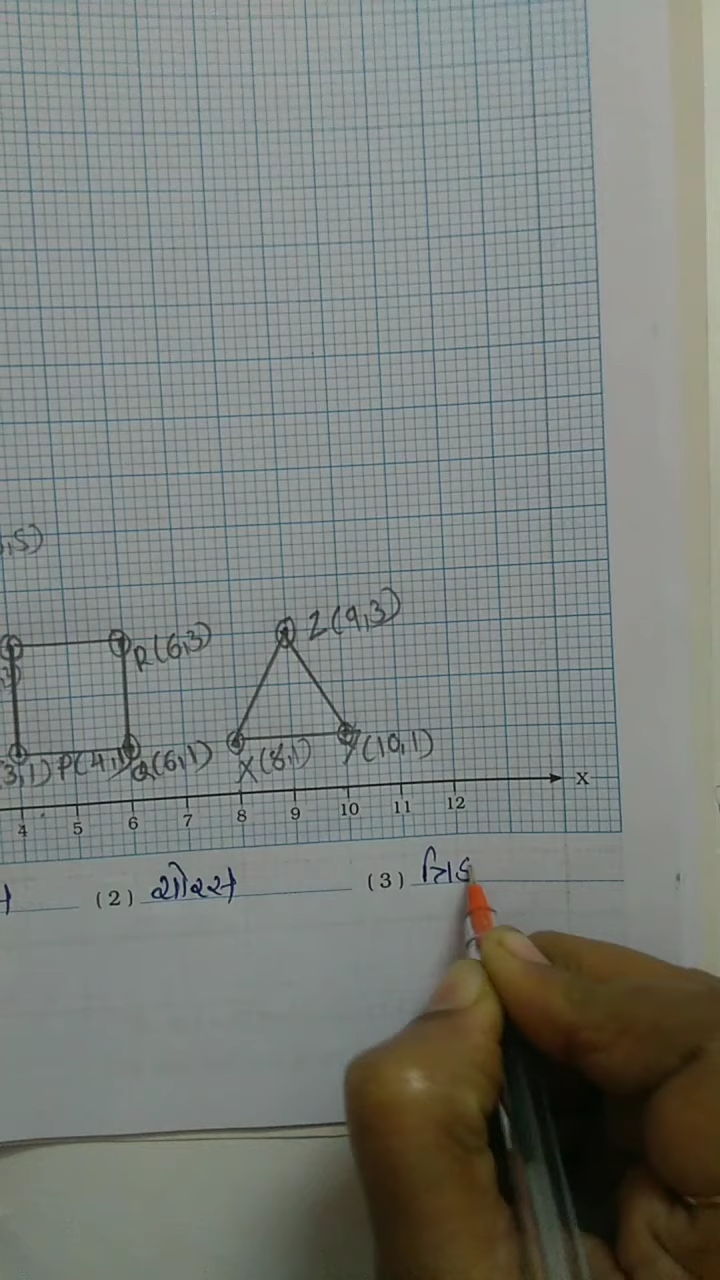 ,5)
Z(9,3)
R(6,3)
3,1) P(4,1) Q(6,1) X(8,1) Y(10,1)
X
4 5 6 7 8 9 10 11 12
(2) ચોરસ (3) ત્રિક